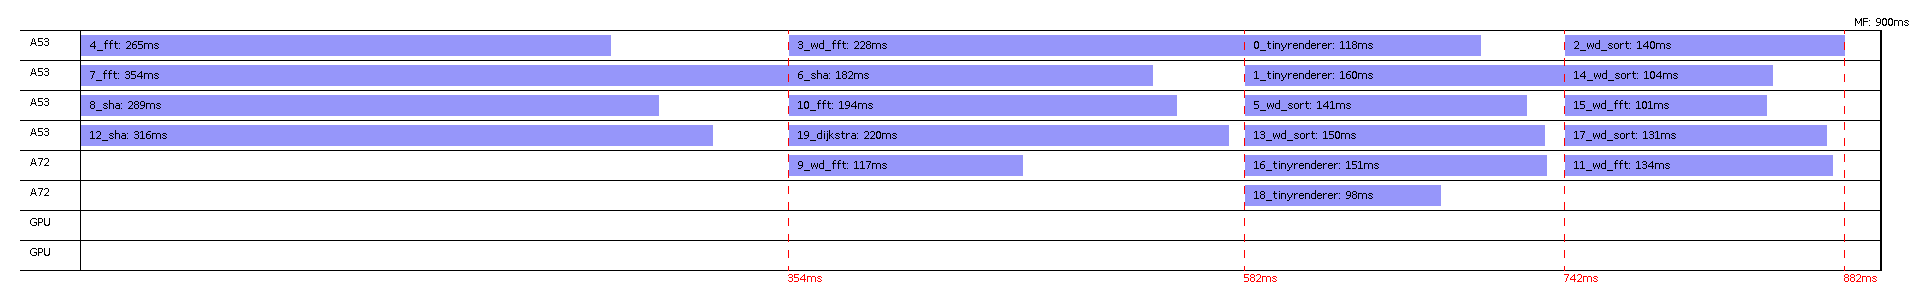 MF: 900ms
A53 4_fft: 265ms 3_wd_fft: 228ms 0_tinyrenderer: 118ms 2_wd_sort: 140ms
A53 7_fft: 354ms 6_sha: 182ms 1_tinyrenderer: 160ms 14_wd_sort: 104ms
A53 8_sha: 289ms 10_fft: 194ms 5_wd_sort: 141ms 15_wd_fft: 101ms
A53 12_sha: 316ms 19_dijkstra: 220ms 13_wd_sort: 150ms 17_wd_sort: 131ms
A72 9_wd_fft: 117ms 16_tinyrenderer: 151ms 11_wd_fft: 134ms
A72 18_tinyrenderer: 98ms
GPU
GPU
354ms 582ms 742ms 882ms